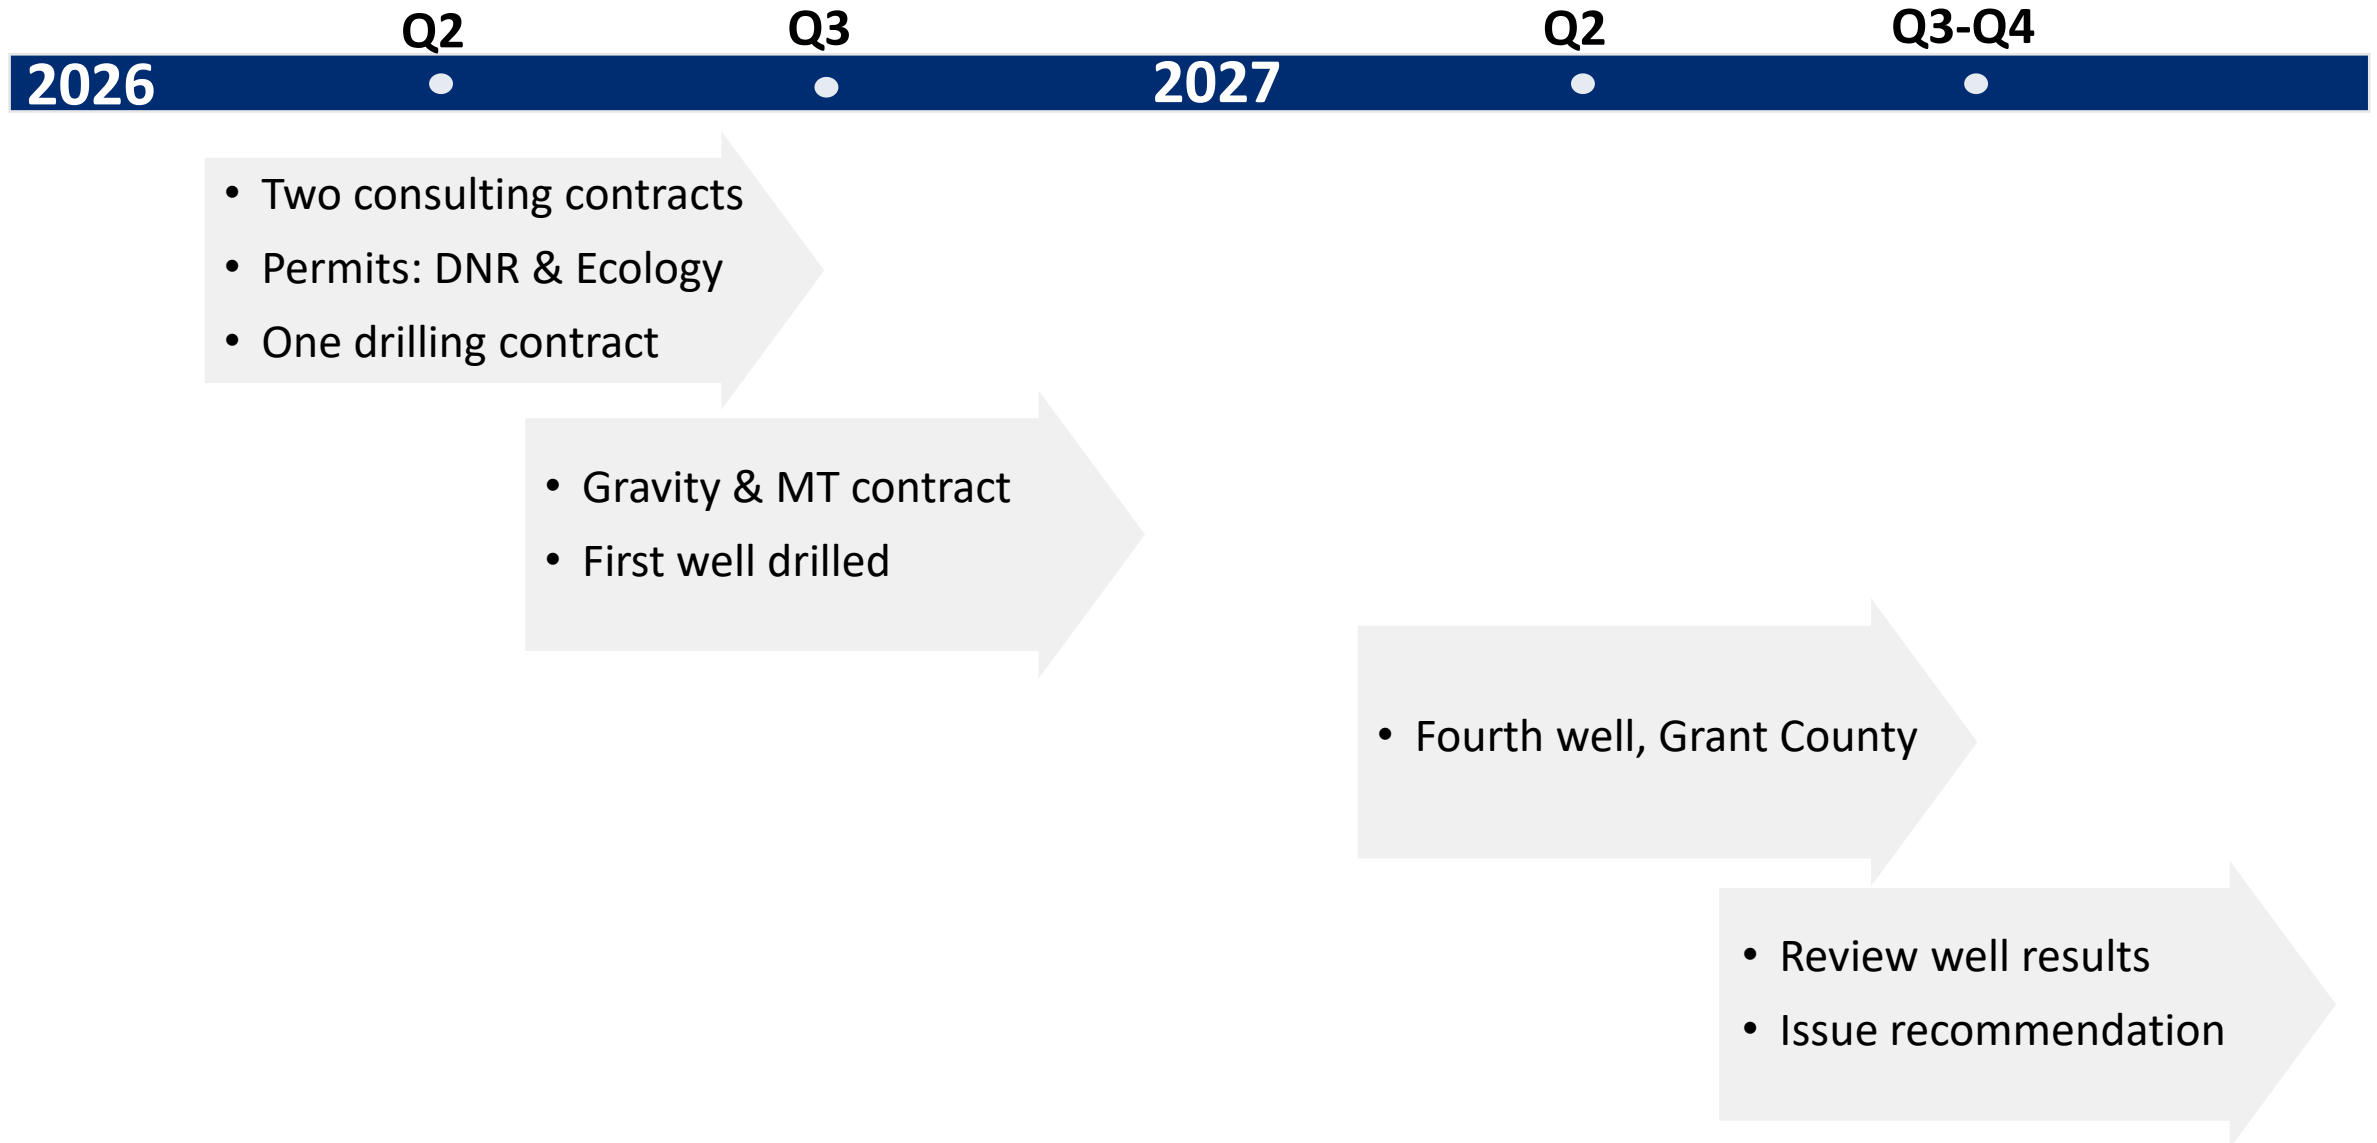 Q2
Q3
Q2
Q3-Q4
2026
2027
• Two consulting contracts
• Permits: DNR & Ecology
• One drilling contract
• Gravity & MT contract
• First well drilled
• Fourth well, Grant County
• Review well results
• Issue recommendation